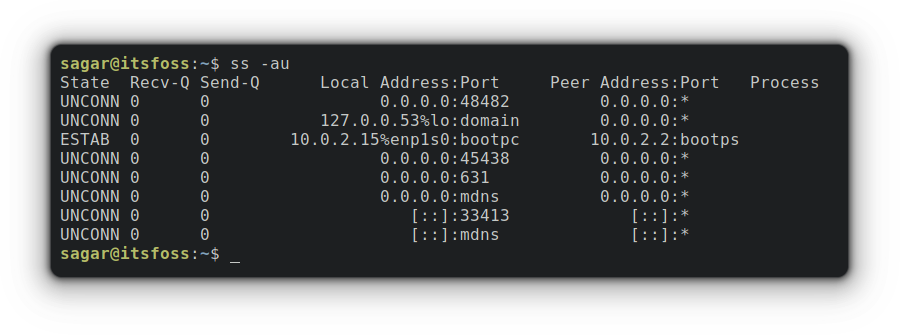 sagar@itsfoss:~$ ss -au
State  Recv-Q Send-Q      Local Address:Port     Peer Address:Port   Process
UNCONN 0      0                 0.0.0.0:48482         0.0.0.0:*
UNCONN 0      0           127.0.0.53%lo:domain        0.0.0.0:*
ESTAB  0      0        10.0.2.15%enp1s0:bootpc       10.0.2.2:bootps
UNCONN 0      0                 0.0.0.0:45438         0.0.0.0:*
UNCONN 0      0                 0.0.0.0:631           0.0.0.0:*
UNCONN 0      0                 0.0.0.0:mdns          0.0.0.0:*
UNCONN 0      0                    [::]:33413            [::]:*
UNCONN 0      0                    [::]:mdns             [::]:*
sagar@itsfoss:~$ _